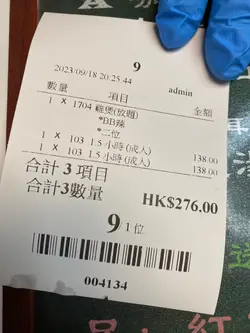 9
2023/09/18 20:25:44 admin
數量 項目 金額
1 × 1704 雞煲(放題)
*BB辣
*二位
1 × 103 1.5 小時 (成人) 138.00
1 × 103 1.5 小時 (成人) 138.00
合計 3 項目
合計3數量 HK$276.00
9/1 位
004134